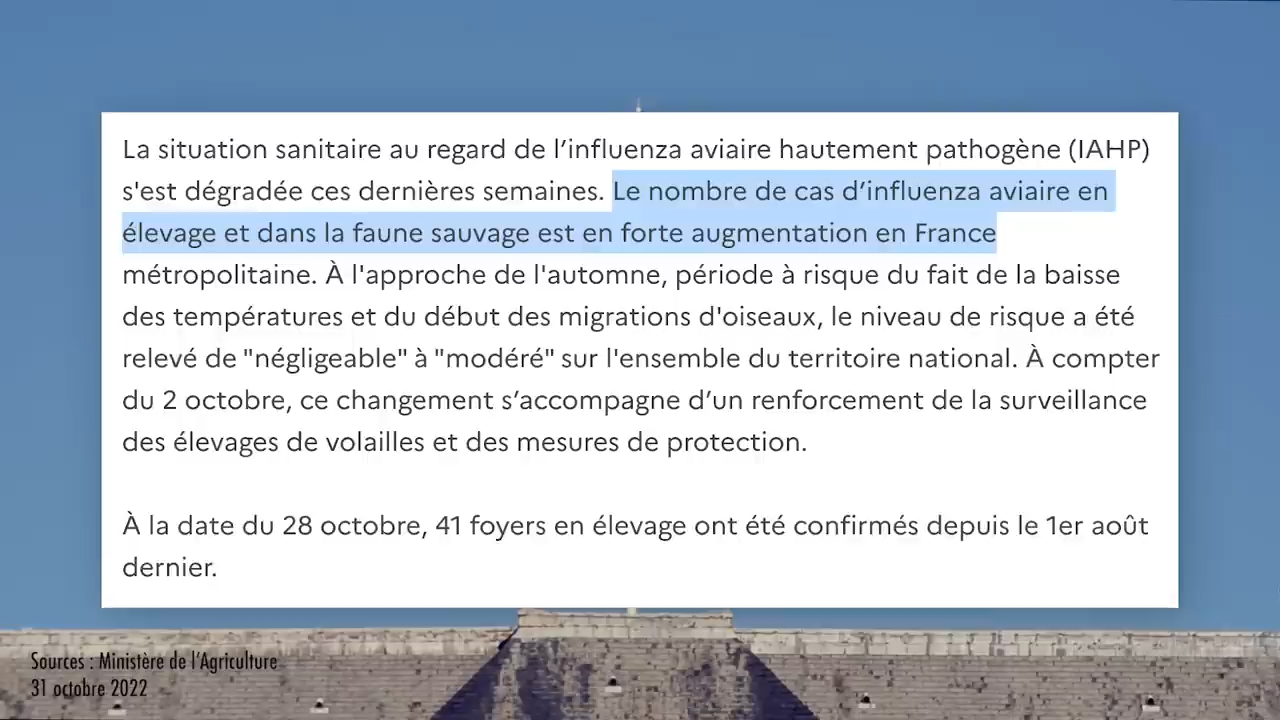 La situation sanitaire au regard de l’influenza aviaire hautement pathogène (IAHP)
s'est dégradée ces dernières semaines. Le nombre de cas d’influenza aviaire en
élevage et dans la faune sauvage est en forte augmentation en France
métropolitaine. À l'approche de l'automne, période à risque du fait de la baisse
des températures et du début des migrations d'oiseaux, le niveau de risque a été
relevé de "négligeable" à "modéré" sur l'ensemble du territoire national. À compter
du 2 octobre, ce changement s’accompagne d’un renforcement de la surveillance
des élevages de volailles et des mesures de protection.
À la date du 28 octobre, 41 foyers en élevage ont été confirmés depuis le 1er août
dernier.
Sources : Ministère de l’Agriculture
31 octobre 2022